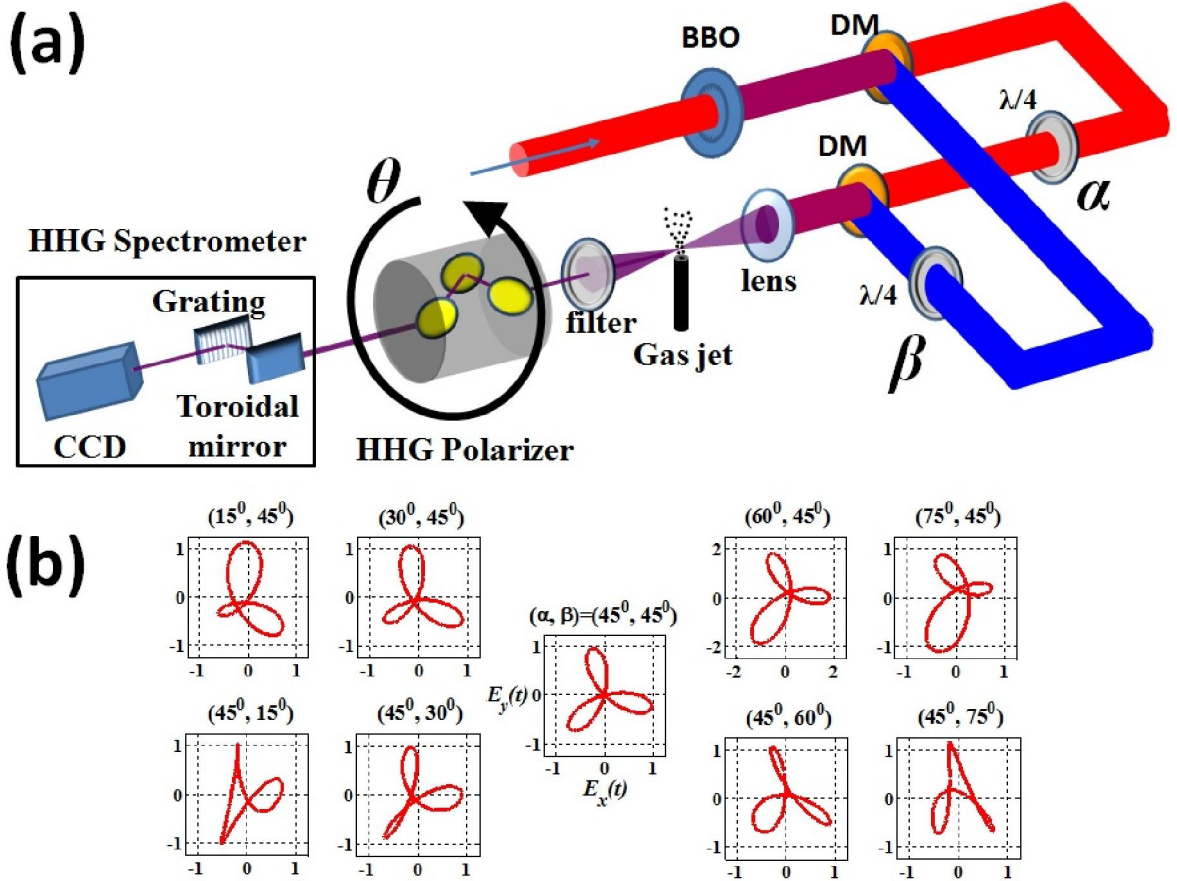 (a)
BBO
DM
λ/4
DM
α
θ
HHG Spectrometer
Grating
lens
λ/4
filter
Gas jet
β
Toroidal
mirror
CCD
HHG Polarizer
(b)
(15⁰, 45⁰)
1
0
-1
-1 0 1
(30⁰, 45⁰)
1
0
-1
-1 0 1
(α, β)=(45⁰, 45⁰)
1
E_y(t) 0
-1
-1 0 1
E_x(t)
(60⁰, 45⁰)
2
0
-2
-2 0 2
(75⁰, 45⁰)
1
0
-1
-1 0 1
(45⁰, 15⁰)
1
0
-1
-1 0 1
(45⁰, 30⁰)
1
0
-1
-1 0 1
(45⁰, 60⁰)
1
0
-1
-1 0 1
(45⁰, 75⁰)
1
0
-1
-1 0 1